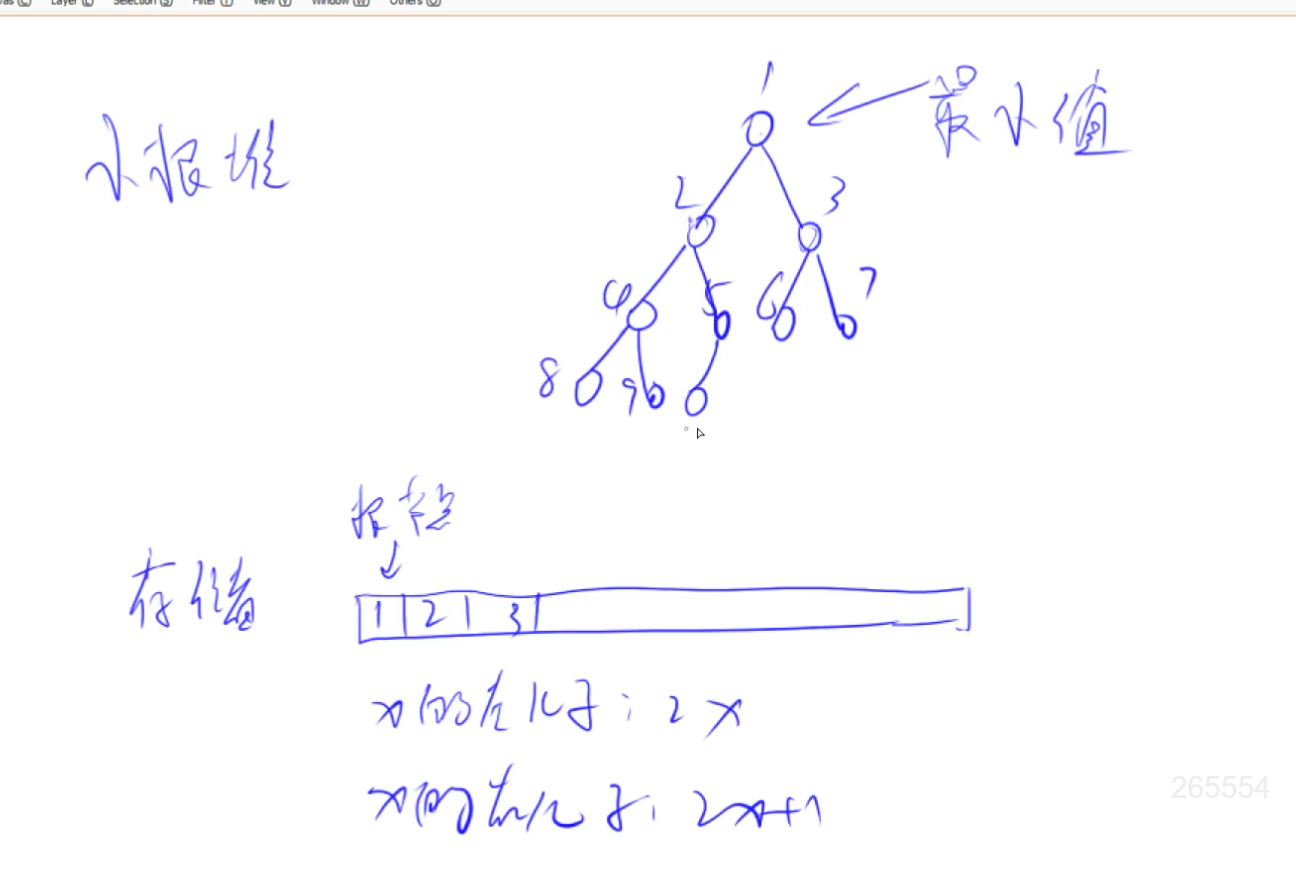 Layer (L) Selection (S) Filter (T) View (V) Window (W) Others (O)
小根堆
1
最小值
2 3
4 5 6 7
8 9
根节点
存储
1 2 3
x的左儿子: 2x
x的右儿子: 2x+1
265554